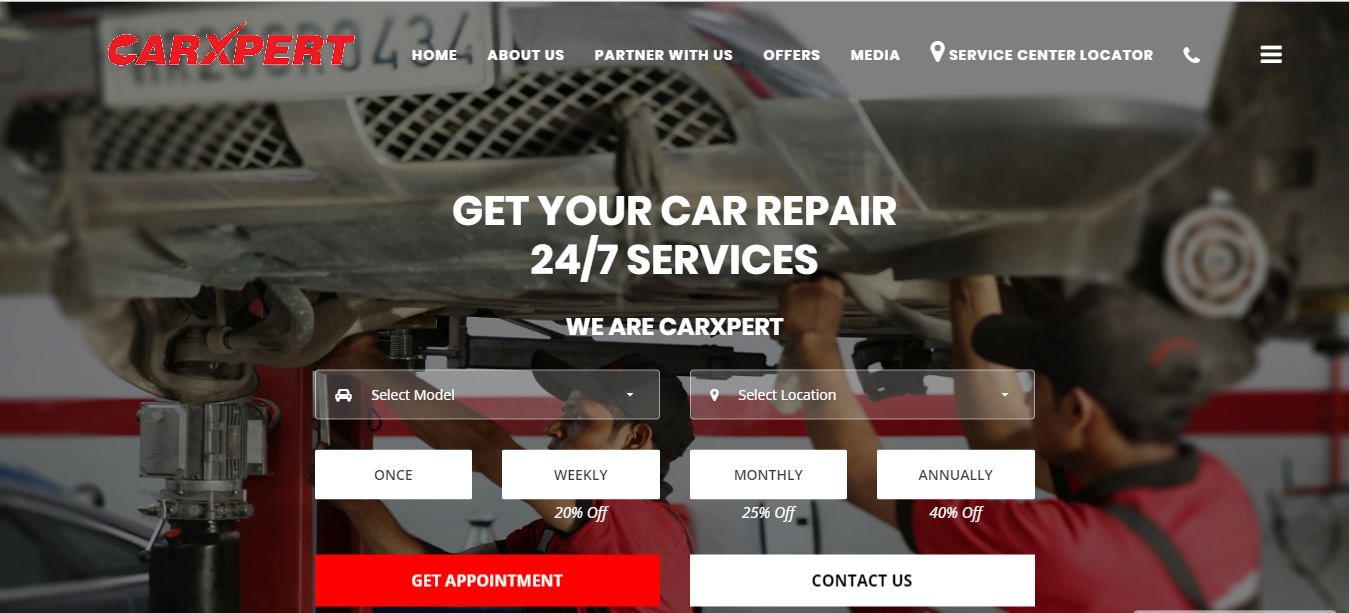 CARXPERT
HOME ABOUT US PARTNER WITH US OFFERS MEDIA SERVICE CENTER LOCATOR
GET YOUR CAR REPAIR
24/7 SERVICES
WE ARE CARXPERT
Select Model Select Location
ONCE WEEKLY MONTHLY ANNUALLY
20% Off 25% Off 40% Off
GET APPOINTMENT CONTACT US